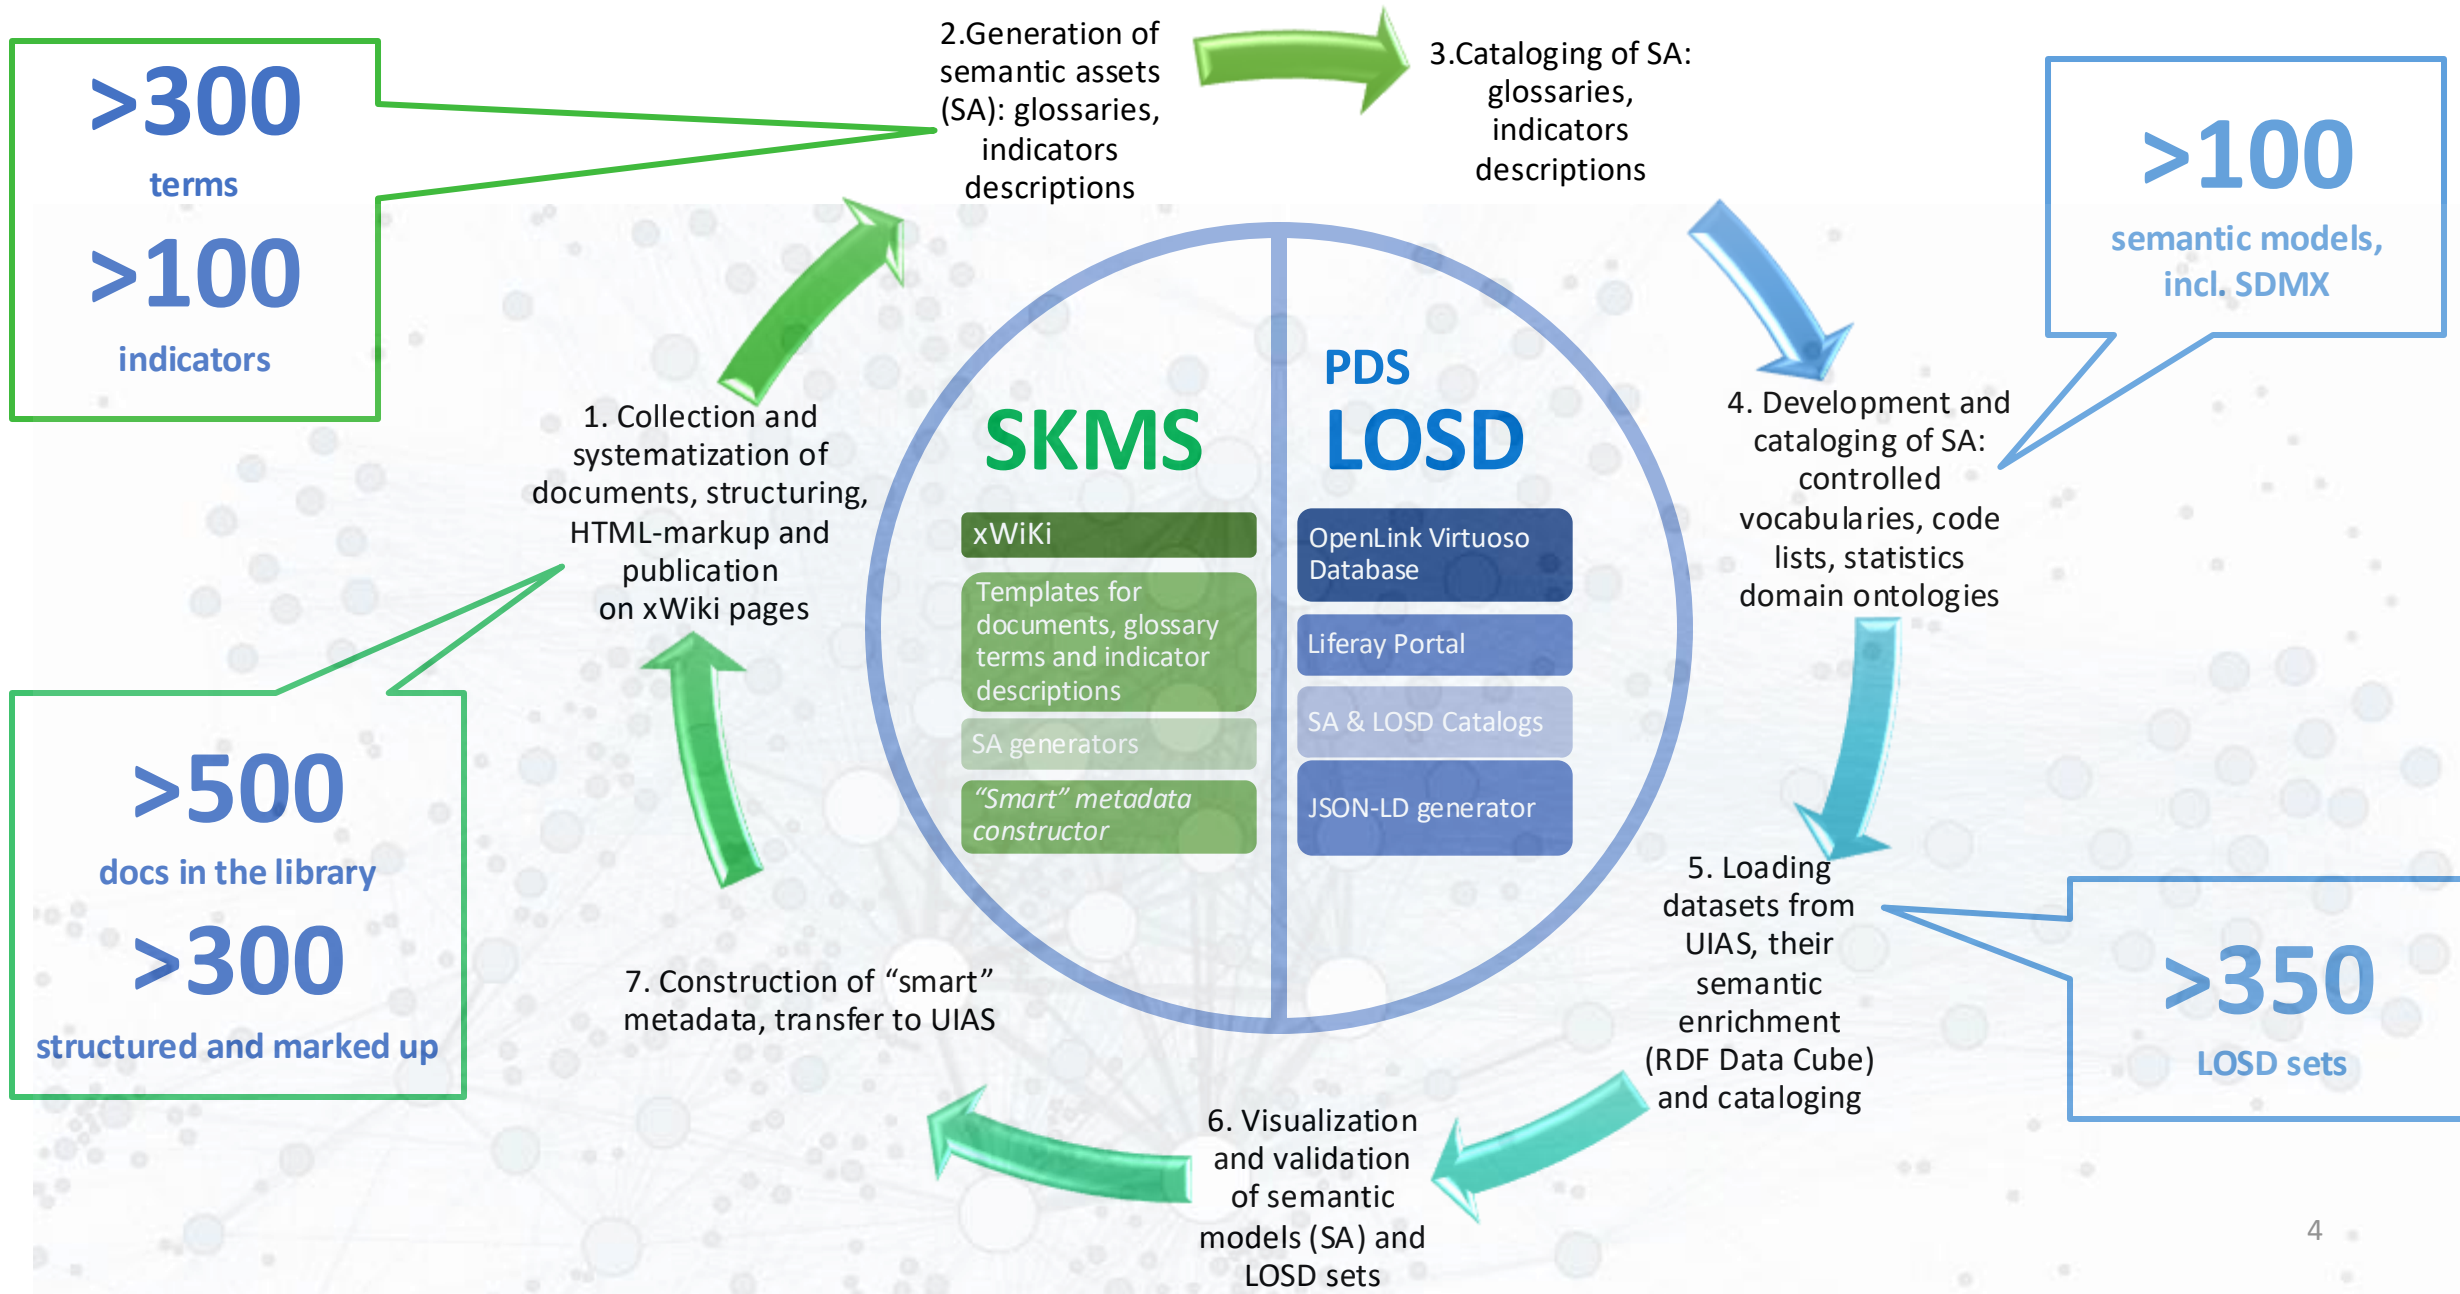 >300
terms
>100
indicators
2.Generation of
semantic assets
(SA): glossaries,
indicators
descriptions
3.Cataloging of SA:
glossaries,
indicators
descriptions
>100
semantic models,
incl. SDMX
1. Collection and
systematization of
documents, structuring,
HTML-markup and
publication
on xWiki pages
SKMS
xWiKi
Templates for
documents, glossary
terms and indicator
descriptions
SA generators
“Smart” metadata
constructor
PDS
LOSD
OpenLink Virtuoso
Database
Liferay Portal
SA & LOSD Catalogs
JSON-LD generator
4. Development and
cataloging of SA:
controlled
vocabularies, code
lists, statistics
domain ontologies
>500
docs in the library
>300
structured and marked up
5. Loading
datasets from
UIAS, their
semantic
enrichment
(RDF Data Cube)
and cataloging
>350
LOSD sets
7. Construction of “smart”
metadata, transfer to UIAS
6. Visualization
and validation
of semantic
models (SA) and
LOSD sets
4